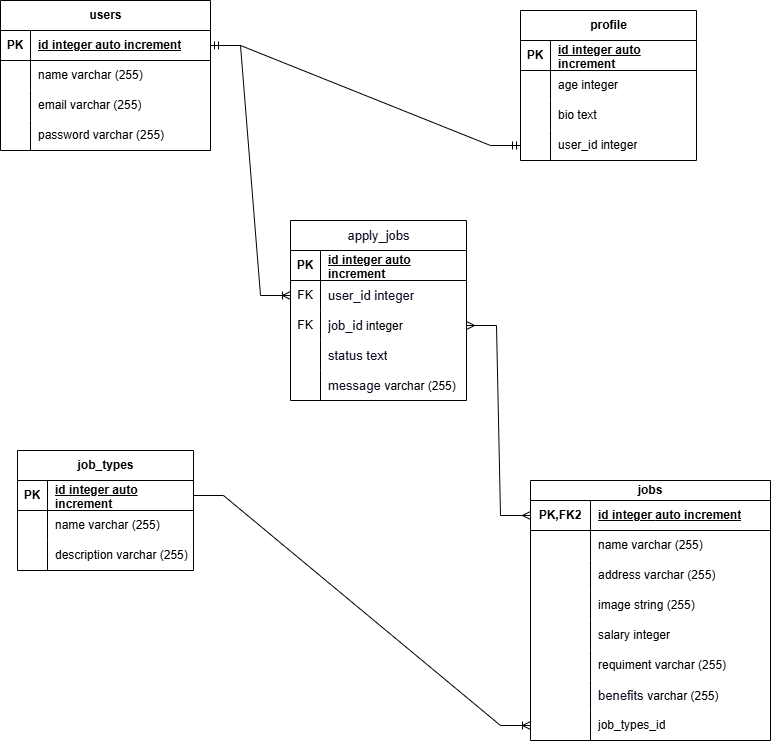 users
PK id integer auto increment
name varchar (255)
email varchar (255)
password varchar (255)
profile
PK id integer auto
increment
age integer
bio text
user_id integer
apply_jobs
PK id integer auto
increment
FK user_id integer
FK job_id integer
status text
message varchar (255)
job_types
PK id integer auto
increment
name varchar (255)
description varchar (255)
jobs
PK,FK2 id integer auto increment
name varchar (255)
address varchar (255)
image string (255)
salary integer
requiment varchar (255)
benefits varchar (255)
job_types_id